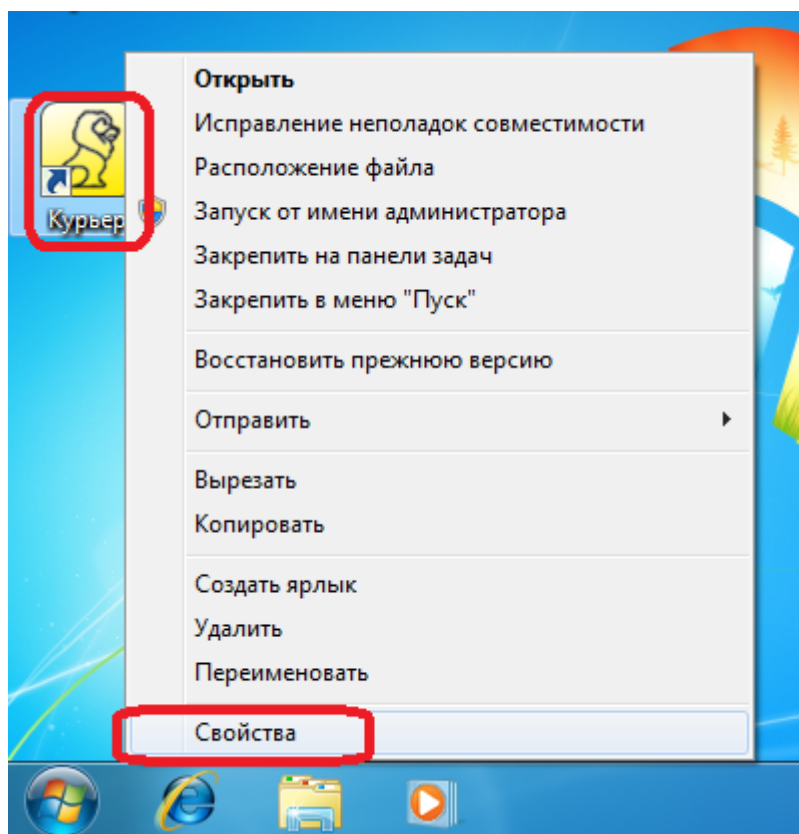 Открыть
Исправление неполадок совместимости
Расположение файла
Курьер
Запуск от имени администратора
Закрепить на панели задач
Закрепить в меню "Пуск"
Восстановить прежнюю версию
Отправить
Вырезать
Копировать
Создать ярлык
Удалить
Переименовать
Свойства